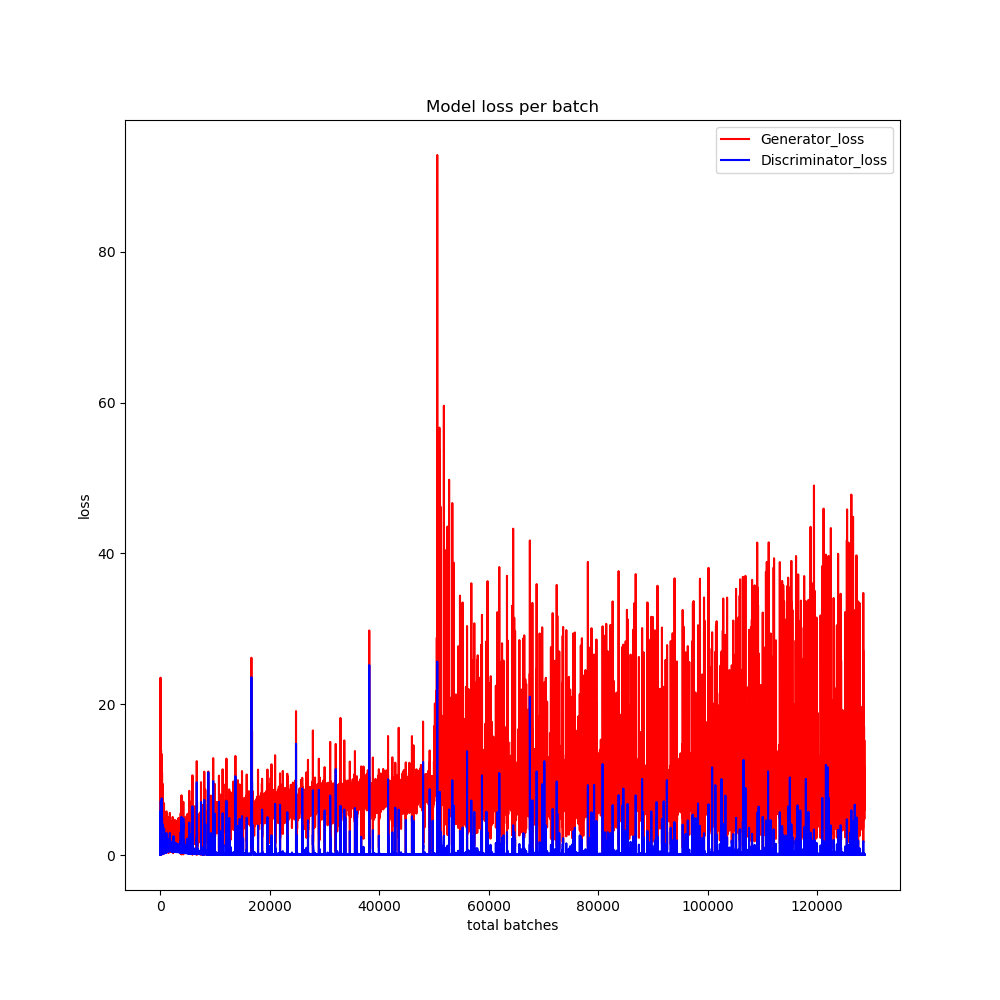 Model loss per batch
Generator_loss
Discriminator_loss
80
60
loss
40
20
0
0 20000 40000 60000 80000 100000 120000
total batches